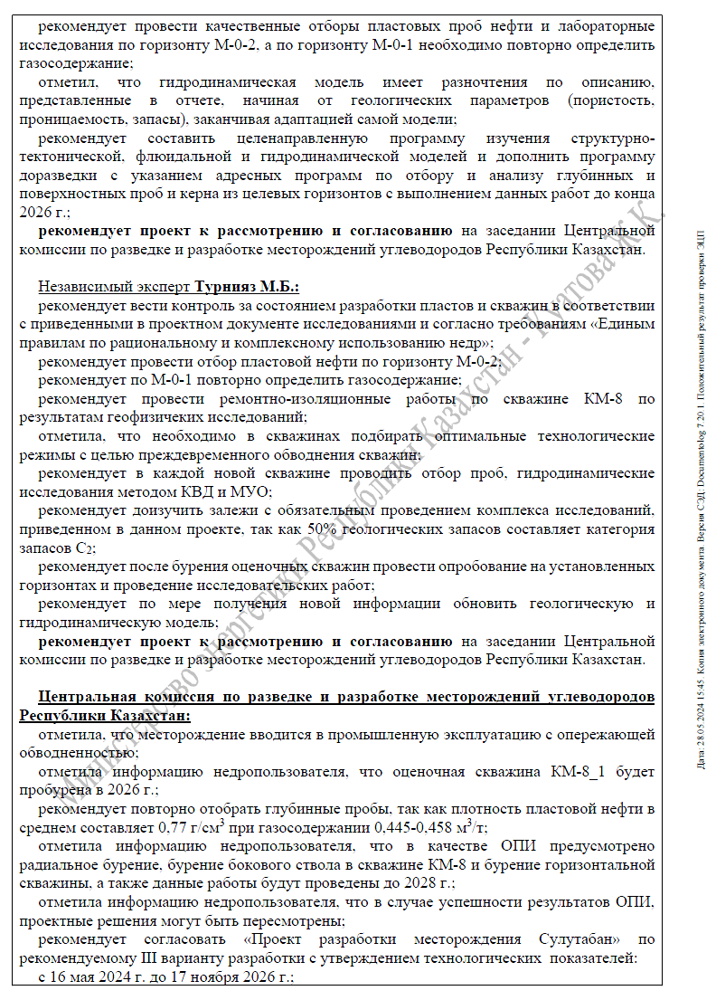 рекомендует провести качественные отборы пластовых проб нефти и лабораторные
исследования по горизонту М-0-2, а по горизонту М-0-1 необходимо повторно определить
газосодержание;
отметил, что гидродинамическая модель имеет разночтения по описанию,
представленные в отчете, начиная от геологических параметров (пористость,
проницаемость, запасы), заканчивая адаптацией самой модели;
рекомендует составить целенаправленную программу изучения структурно-
тектонической, флюидальной и гидродинамической моделей и дополнить программу
доразведки с указанием адресных программ по отбору и анализу глубинных и
поверхностных проб и керна из целевых горизонтов с выполнением данных работ до конца
2026 г.;
рекомендует проект к рассмотрению и согласованию на заседании Центральной
комиссии по разведке и разработке месторождений углеводородов Республики Казахстан.
Независимый эксперт Турнияз М.Б.:
рекомендует вести контроль за состоянием разработки пластов и скважин в соответствии
с приведенными в проектном документе исследованиями и согласно требованиям «Единым
правилам по рациональному и комплексному использованию недр»;
рекомендует провести отбор пластовой нефти по горизонту М-0-2;
рекомендует по М-0-1 повторно определить газосодержание;
рекомендует провести ремонтно-изоляционные работы по скважине КМ-8 по
результатам геофизичеких исследований;
отметила, что необходимо в скважинах подбирать оптимальные технологические
режимы с целью преждевременного обводнения скважин;
рекомендует в каждой новой скважине проводить отбор проб, гидродинамические
исследования методом КВД и МУО;
рекомендует доизучить залежи с обязательным проведением комплекса исследований,
приведенном в данном проекте, так как 50% геологических запасов составляет категория
запасов С2;
рекомендует после бурения оценочных скважин провести опробование на установленных
горизонтах и проведение исследовательских работ;
рекомендует по мере получения новой информации обновить геологическую и
гидродинамическую модель;
рекомендует проект к рассмотрению и согласованию на заседании Центральной
комиссии по разведке и разработке месторождений углеводородов Республики Казахстан.
Центральная комиссия по разведке и разработке месторождений углеводородов
Республики Казахстан:
отметила, что месторождение вводится в промышленную эксплуатацию с опережающей
обводненностью;
отметила информацию недропользователя, что оценочная скважина КМ-8_1 будет
пробурена в 2026 г.;
рекомендует повторно отобрать глубинные пробы, так как плотность пластовой нефти в
среднем составляет 0,77 г/см3 при газосодержании 0,445-0,458 м3/т;
отметила информацию недропользователя, что в качестве ОПИ предусмотрено
радиальное бурение, бурение бокового ствола в скважине КМ-8 и бурение горизонтальной
скважины, а также данные работы будут проведены до 2028 г.;
отметила информацию недропользователя, что в случае успешности результатов ОПИ,
проектные решения могут быть пересмотрены;
рекомендует согласовать «Проект разработки месторождения Сулутабан» по
рекомендуемому III варианту разработки с утверждением технологических показателей:
с 16 мая 2024 г. до 17 ноября 2026 г.;
Министерство энергетики Республики Казахстан - Куатова Ж.К.
Дата: 28.05.2024 15:45. Копия электронного документа. Версия СЭД: Documentolog 7.20.1. Положительный результат проверки ЭЦП